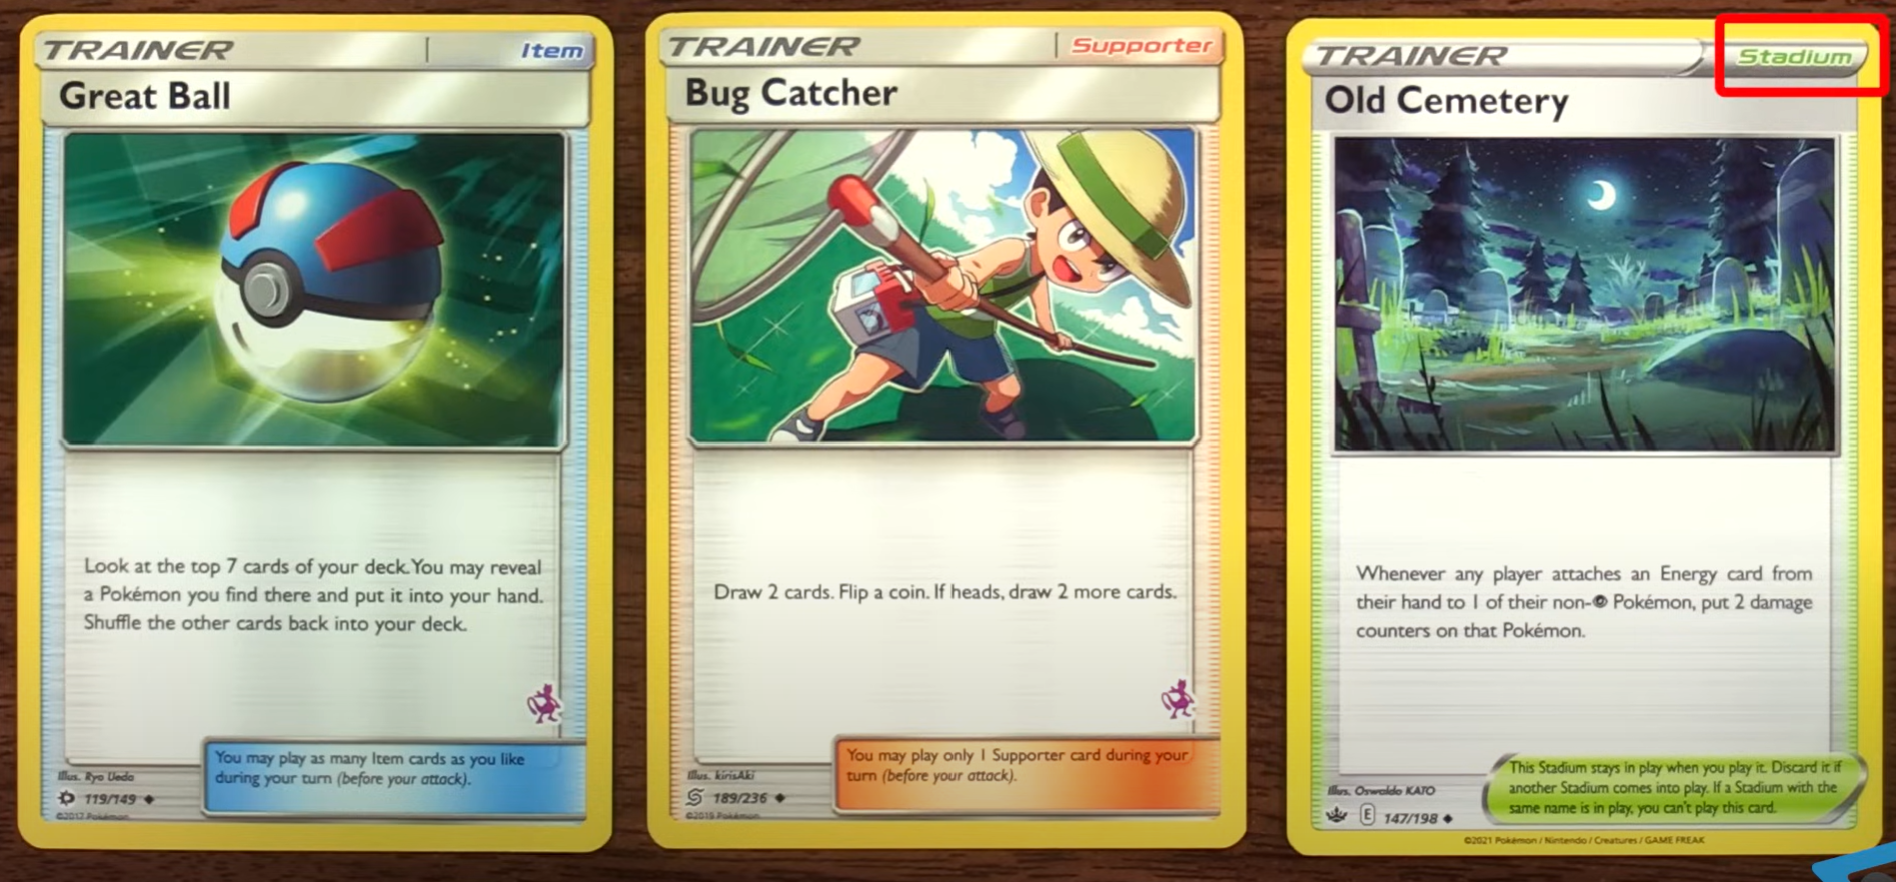 TRAINER Item
Great Ball
Look at the top 7 cards of your deck. You may reveal
a Pokémon you find there and put it into your hand.
Shuffle the other cards back into your deck.
You may play as many Item cards as you like
during your turn (before your attack).
Illus. Ryo Ueda
119/149
©2017 Pokémon
TRAINER Supporter
Bug Catcher
Draw 2 cards. Flip a coin. If heads, draw 2 more cards.
You may play only 1 Supporter card during your
turn (before your attack).
Illus. kirisAki
189/236
©2019 Pokémon
TRAINER Stadium
Old Cemetery
Whenever any player attaches an Energy card from
their hand to 1 of their non- Pokémon, put 2 damage
counters on that Pokémon.
This Stadium stays in play when you play it. Discard it if
another Stadium comes into play. If a Stadium with the
same name is in play, you can't play this card.
Illus. Oswaldo KATO
E 147/198
©2021 Pokémon / Nintendo / Creatures / GAME FREAK